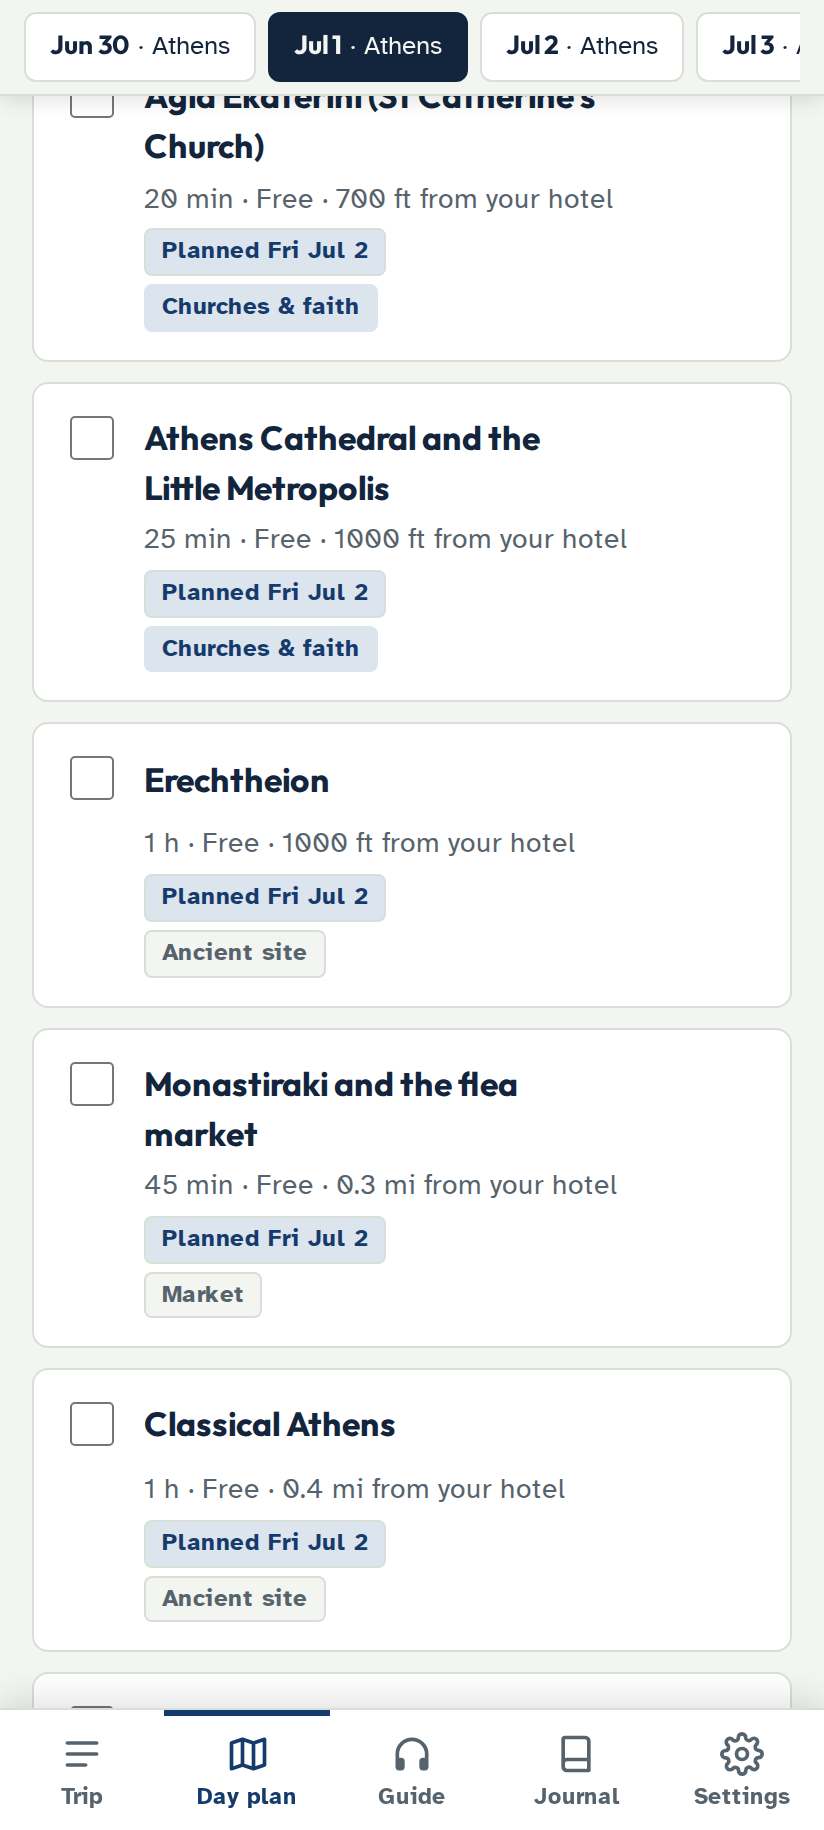 Jun 30 · Athens
Jul 1 · Athens
Jul 2 · Athens
Jul 3 ·
Agia Ekaterini (St Catherine's
Church)
20 min · Free · 700 ft from your hotel
Planned Fri Jul 2
Churches & faith
Athens Cathedral and the
Little Metropolis
25 min · Free · 1000 ft from your hotel
Planned Fri Jul 2
Churches & faith
Erechtheion
1 h · Free · 1000 ft from your hotel
Planned Fri Jul 2
Ancient site
Monastiraki and the flea
market
45 min · Free · 0.3 mi from your hotel
Planned Fri Jul 2
Market
Classical Athens
1 h · Free · 0.4 mi from your hotel
Planned Fri Jul 2
Ancient site
Trip
Day plan
Guide
Journal
Settings